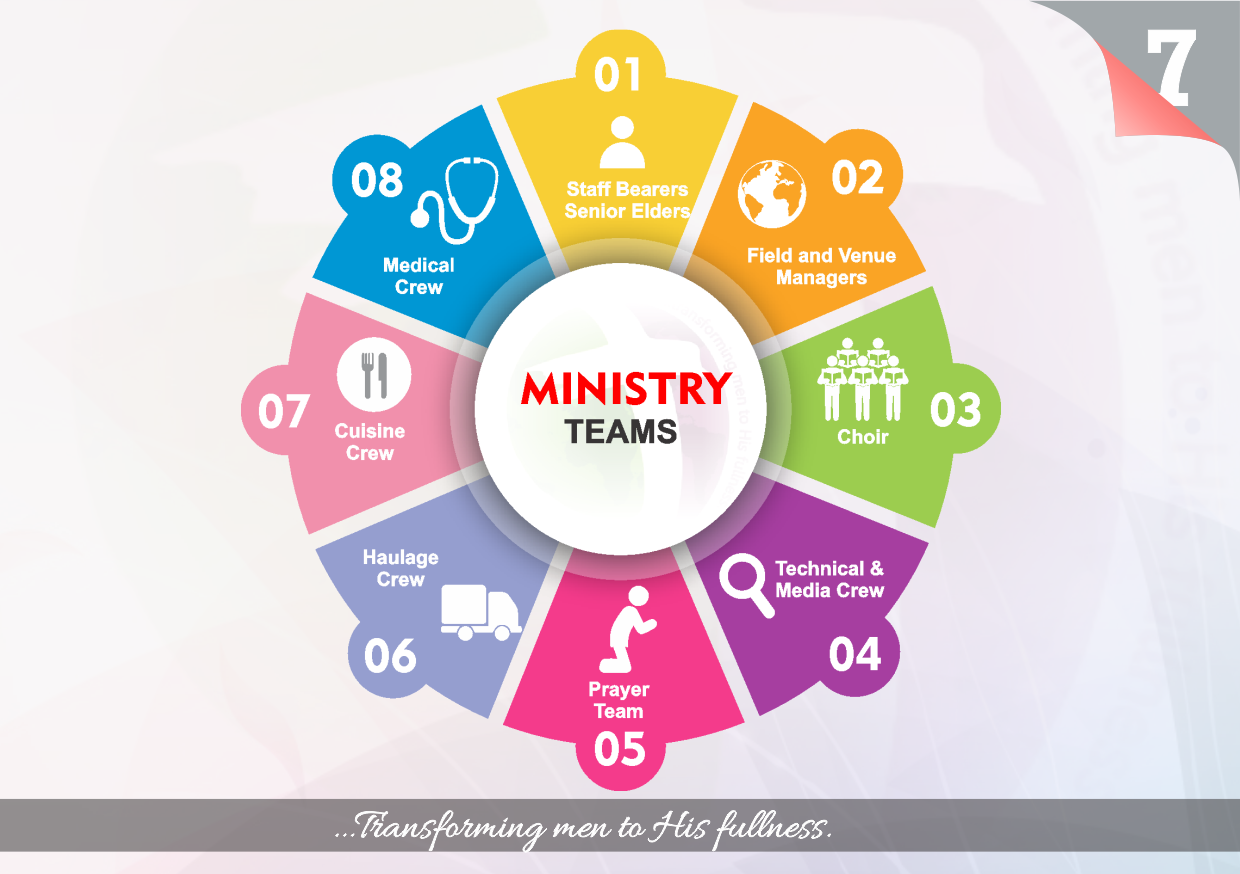 7
01
Staff Bearers
Senior Elders
02
Field and Venue
Managers
03
Choir
04
Technical &
Media Crew
05
Prayer
Team
06
Haulage
Crew
07
Cuisine
Crew
08
Medical
Crew
MINISTRY
TEAMS
...Transforming men to His fullness.